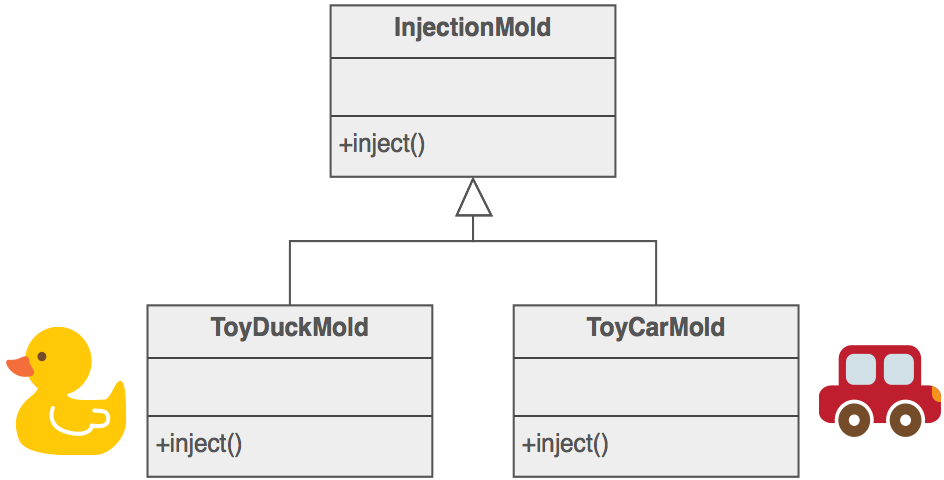 InjectionMold
+inject()
ToyDuckMold
+inject()
ToyCarMold
+inject()